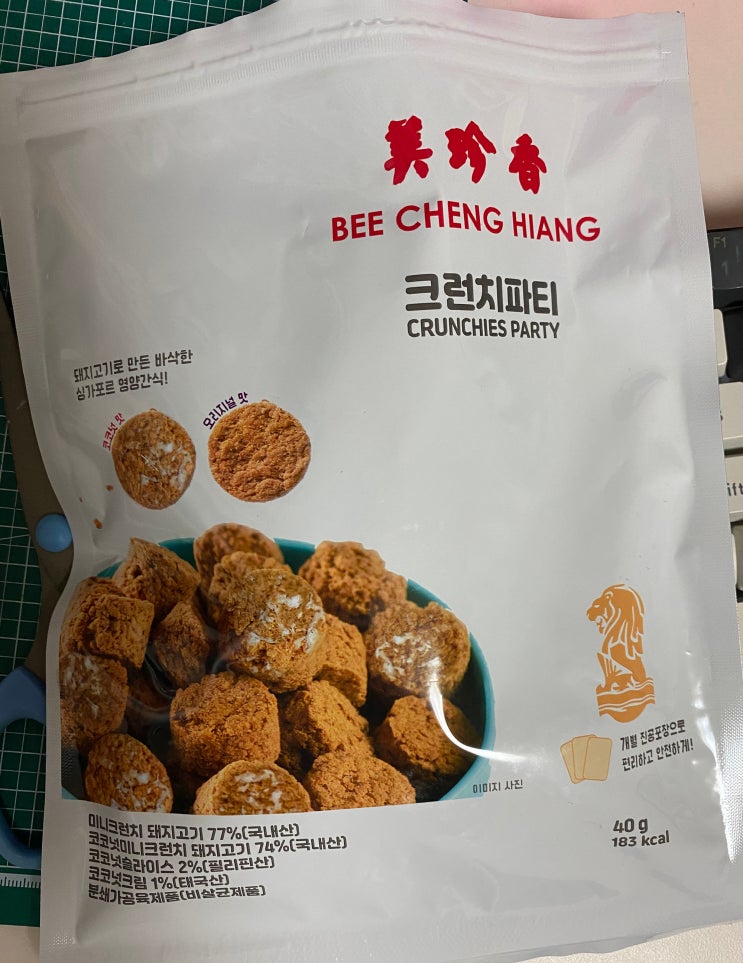 美珍香
BEE CHENG HIANG
크런치파티
CRUNCHIES PARTY
돼지고기로 만든 바삭한
싱가포르 영양간식!
코코넛 맛
오리지널 맛
개별 진공포장으로
편리하고 안전하게!
이미지 사진
미니크런치 돼지고기 77%(국내산)
코코넛미니크런치 돼지고기 74%(국내산)
코코넛슬라이스 2%(필리핀산)
코코넛크림 1%(태국산)
분쇄가공육제품(비살균제품)
40 g
183 kcal
F1
ift